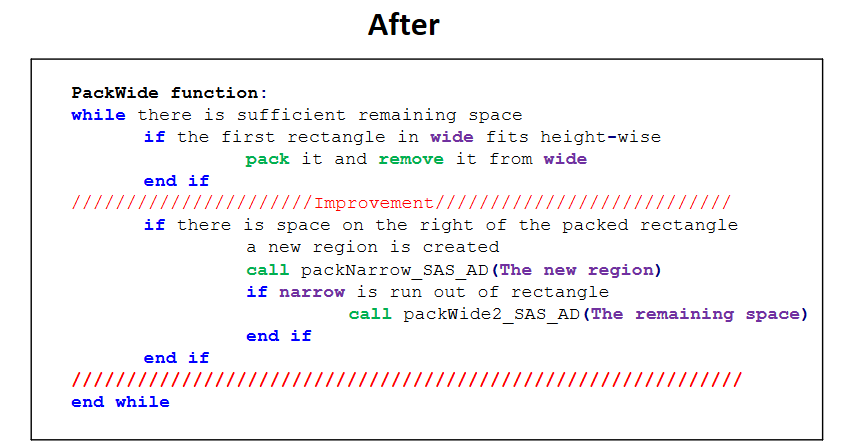 After
PackWide function:
while there is sufficient remaining space
if the first rectangle in wide fits height-wise
pack it and remove it from wide
end if
//////////////////////Improvement///////////////////////////
if there is space on the right of the packed rectangle
a new region is created
call packNarrow_SAS_AD(The new region)
if narrow is run out of rectangle
call packWide2_SAS_AD(The remaining space)
end if
end if
/////////////////////////////////////////////////////////////
end while